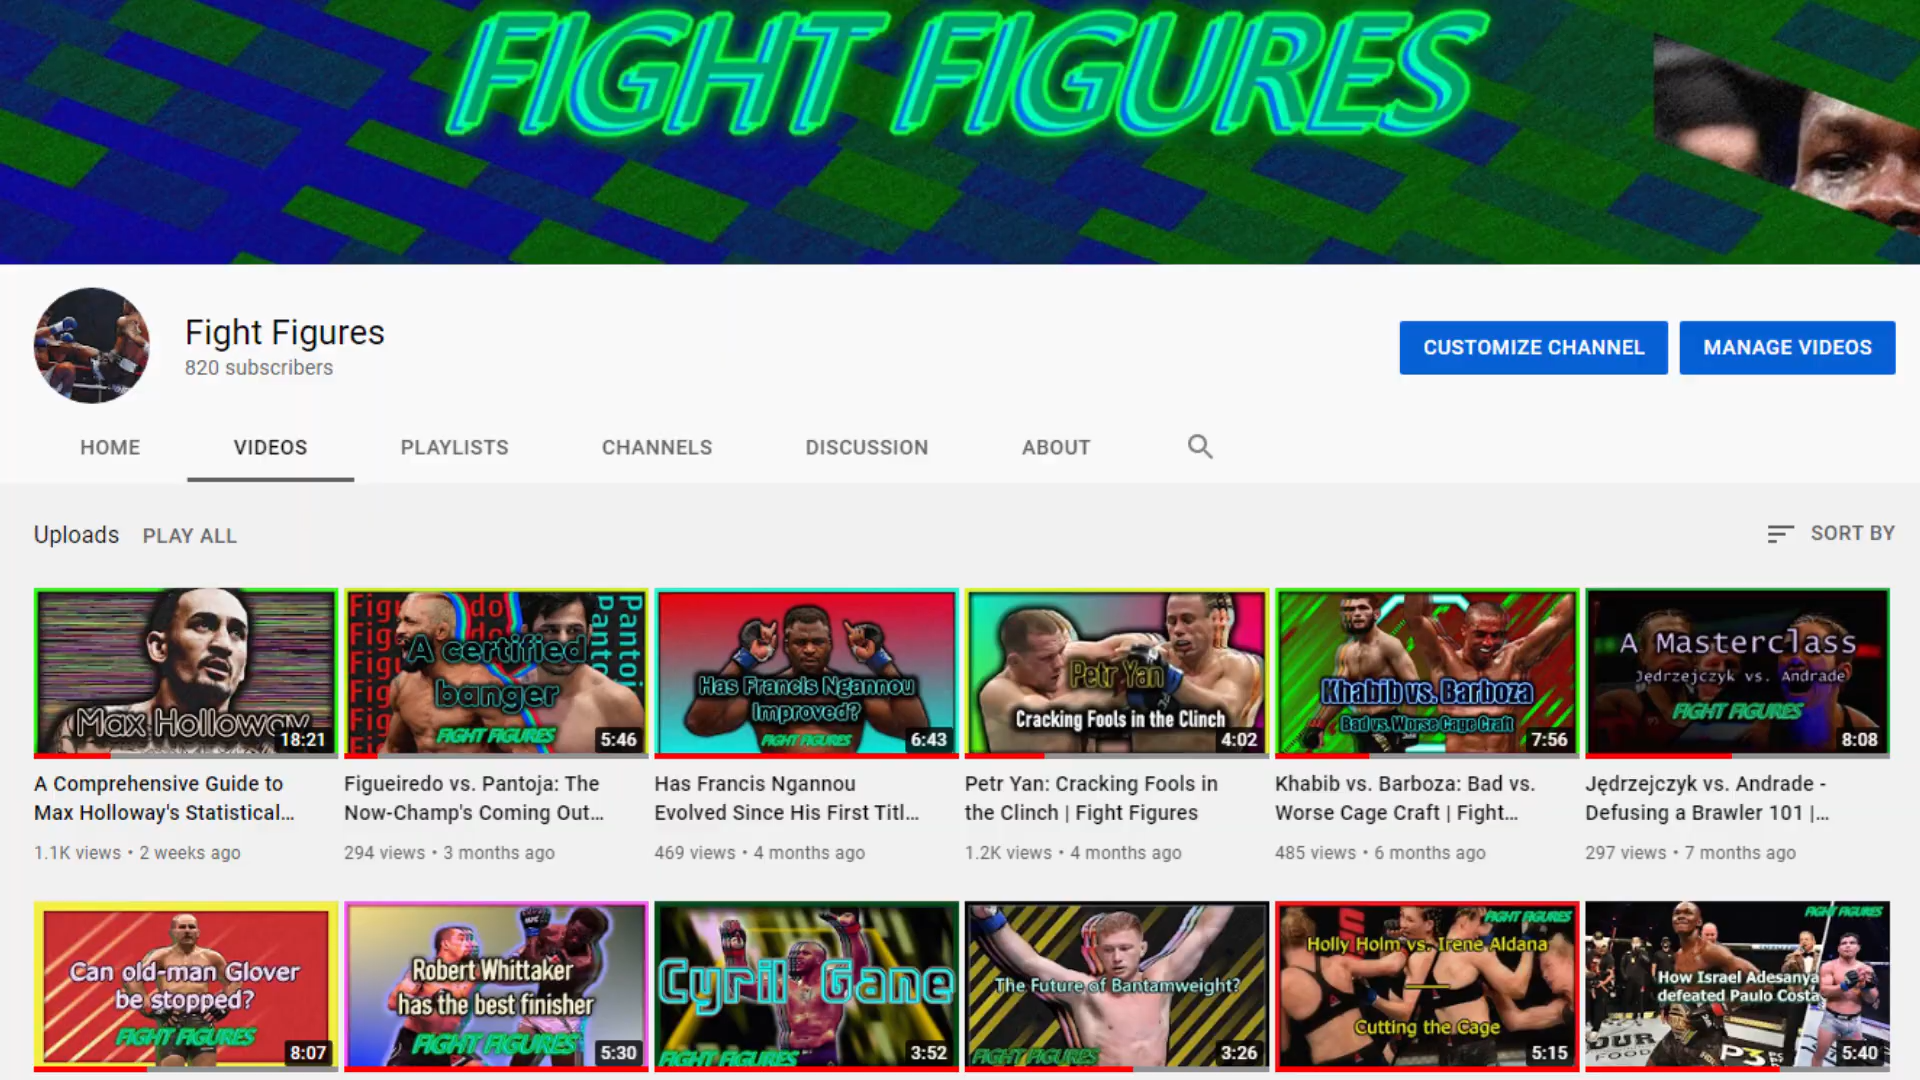 FIGHT FIGURES
Fight Figures
820 subscribers
CUSTOMIZE CHANNEL
MANAGE VIDEOS
HOME
VIDEOS
PLAYLISTS
CHANNELS
DISCUSSION
ABOUT
Uploads
PLAY ALL
SORT BY
Max Holloway
18:21
A certified
banger
FIGHT FIGURES
5:46
Has Francis Ngannou
Improved?
FIGHT FIGURES
6:43
Petr Yan
Cracking Fools in the Clinch
4:02
Khabib vs. Barboza
Bad vs. Worse Cage Craft
7:56
A Masterclass
Jedrzejczyk vs. Andrade
FIGHT FIGURES
8:08
A Comprehensive Guide to
Max Holloway's Statistical...
1.1K views • 2 weeks ago
Figueiredo vs. Pantoja: The
Now-Champ's Coming Out...
294 views • 3 months ago
Has Francis Ngannou
Evolved Since His First Titl...
469 views • 4 months ago
Petr Yan: Cracking Fools in
the Clinch | Fight Figures
1.2K views • 4 months ago
Khabib vs. Barboza: Bad vs.
Worse Cage Craft | Fight...
485 views • 6 months ago
Jędrzejczyk vs. Andrade -
Defusing a Brawler 101 |...
297 views • 7 months ago
Can old-man Glover
be stopped?
FIGHT FIGURES
8:07
Robert Whittaker
has the best finisher
FIGHT FIGURES
5:30
Cyril Gane
FIGHT FIGURES
3:52
The Future of Bantamweight?
FIGHT FIGURES
3:26
FIGHT FIGURES
Holly Holm vs. Irene Aldana
Cutting the Cage
5:15
FIGHT FIGURES
How Israel Adesanya
defeated Paulo Costa
5:40